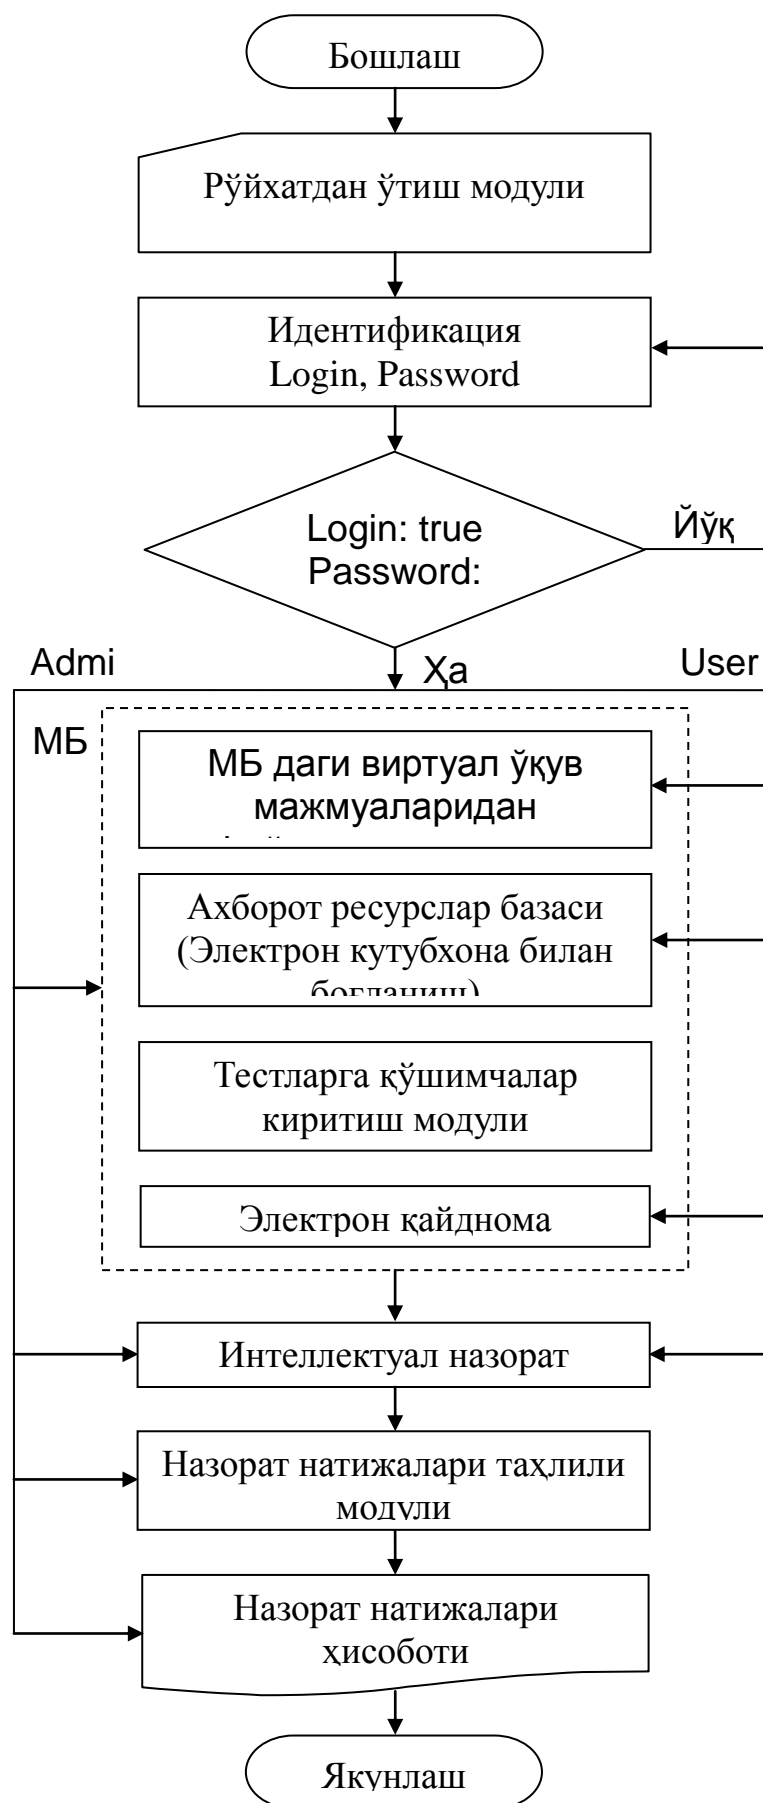 Бошлаш
Рўйхатдан ўтиш модули
Идентификация
Login, Password
Login: true
Password:
Йўқ
Admi
Ҳа
User
МБ
МБ даги виртуал ўқув
мажмуаларидан
Ахборот ресурслар базаси
(Электрон кутубхона билан
боғланиш)
Тестларга қўшимчалар
киритиш модули
Электрон қайднома
Интеллектуал назорат
Назорат натижалари таҳлили
модули
Назорат натижалари
ҳисоботи
Якунлаш